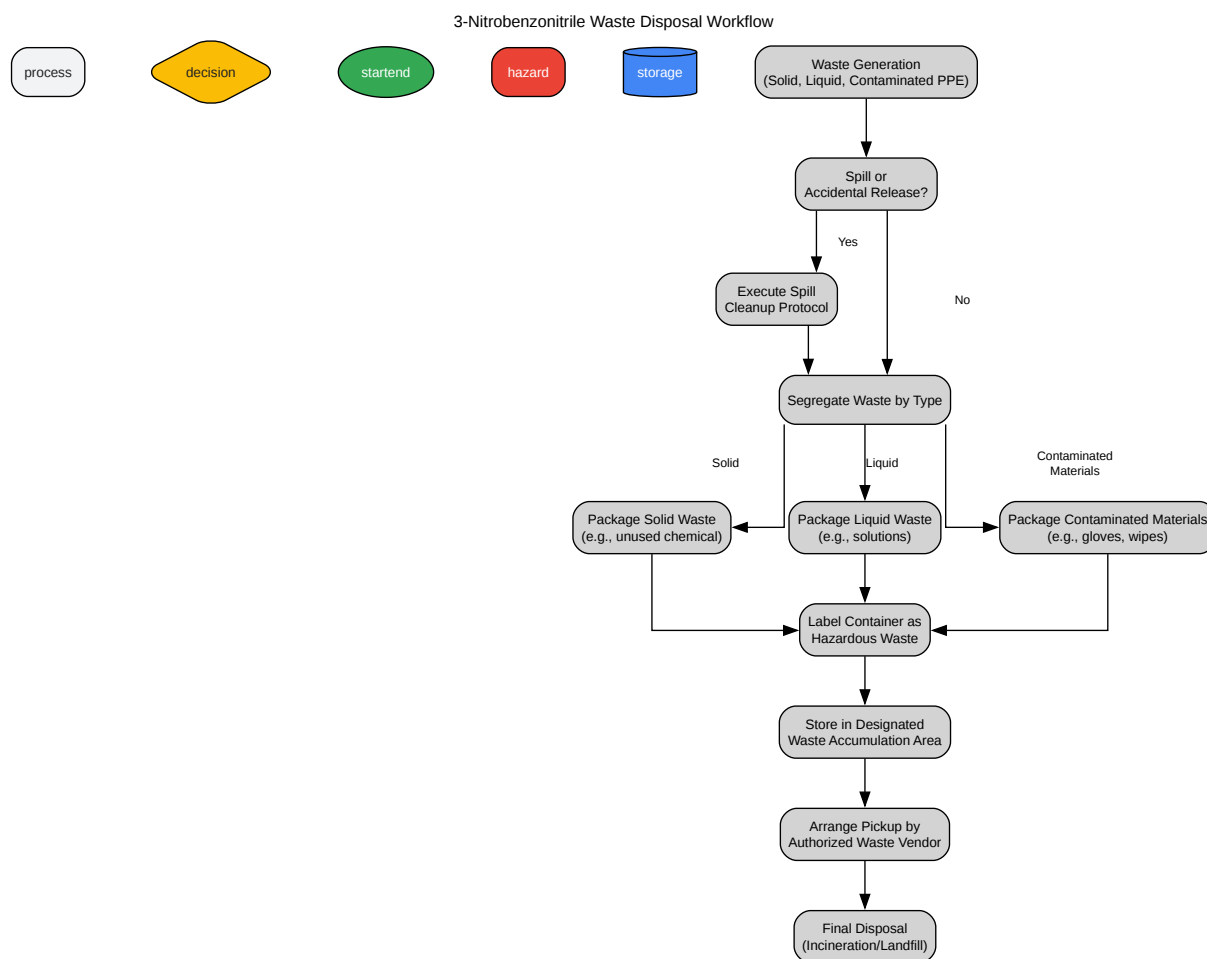 3-Nitrobenzonitrile Waste Disposal Workflow
process
decision
startend
hazard
storage
Waste Generation
(Solid, Liquid, Contaminated PPE)
Spill or
Accidental Release?
Yes
Execute Spill
Cleanup Protocol
No
Segregate Waste by Type
Solid
Liquid
Contaminated
Materials
Package Solid Waste
(e.g., unused chemical)
Package Liquid Waste
(e.g., solutions)
Package Contaminated Materials
(e.g., gloves, wipes)
Label Container as
Hazardous Waste
Store in Designated
Waste Accumulation Area
Arrange Pickup by
Authorized Waste Vendor
Final Disposal
(Incineration/Landfill)